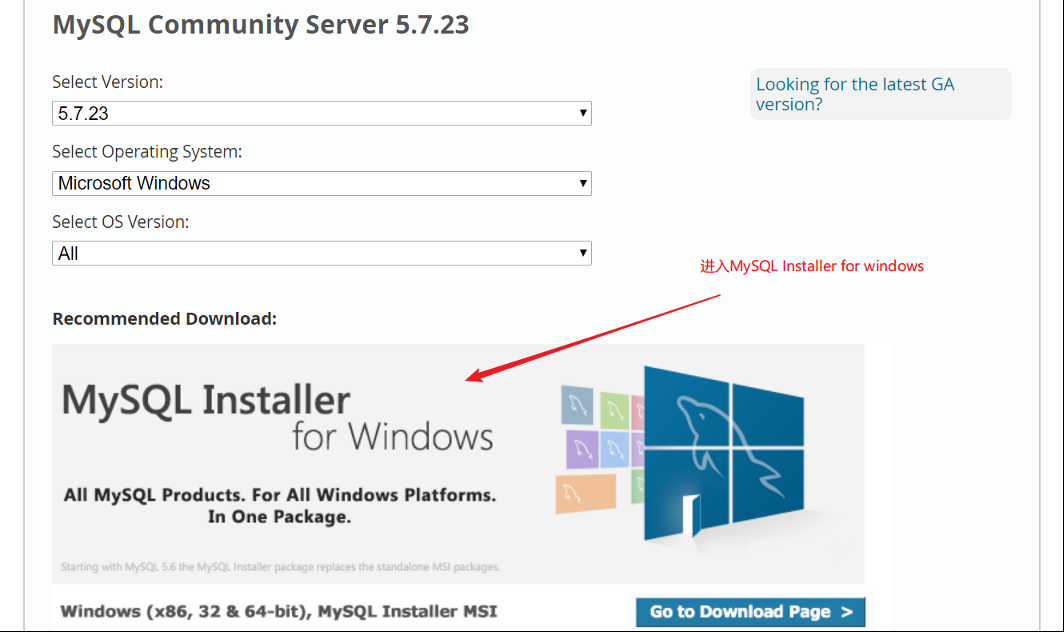 MySQL Community Server 5.7.23
Select Version:
Looking for the latest GA
version?
5.7.23
Select Operating System:
Microsoft Windows
Select OS Version:
All
进入MySQL Installer for windows
Recommended Download:
MySQL Installer
for Windows
All MySQL Products. For All Windows Platforms.
In One Package.
Starting with MySQL 5.6 the MySQL Installer package replaces the standalone MSI packages.
Windows (x86, 32 & 64-bit), MySQL Installer MSI
Go to Download Page >